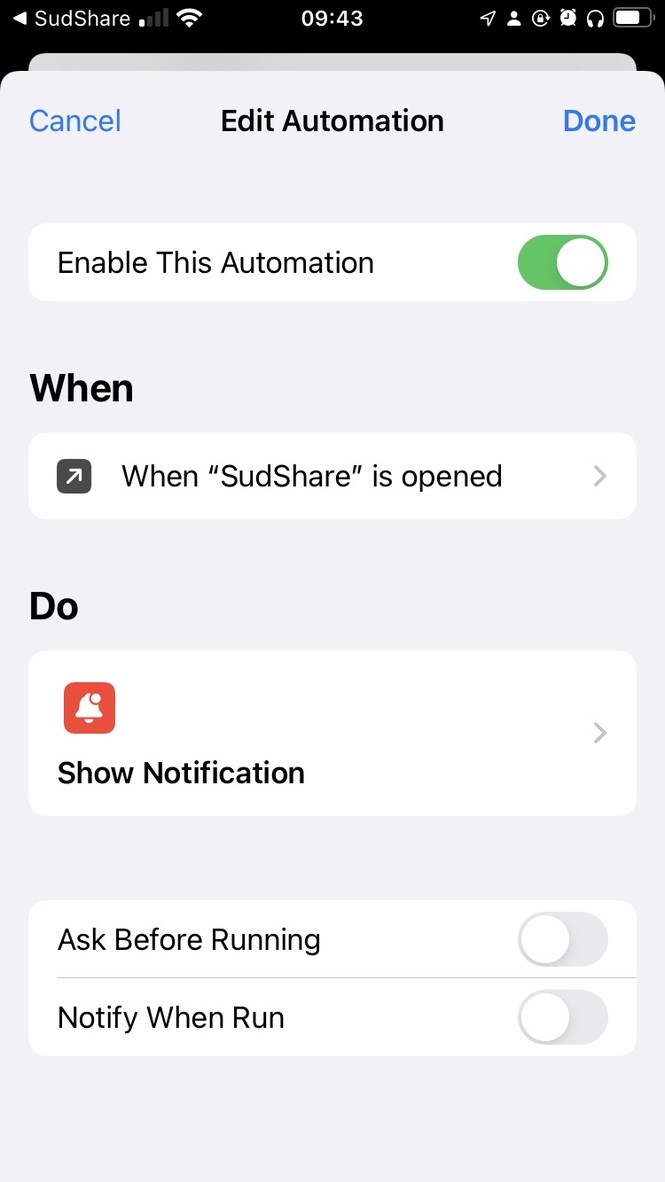 SudShare
09:43
Cancel
Edit Automation
Done
Enable This Automation
When
When “SudShare” is opened
Do
Show Notification
Ask Before Running
Notify When Run